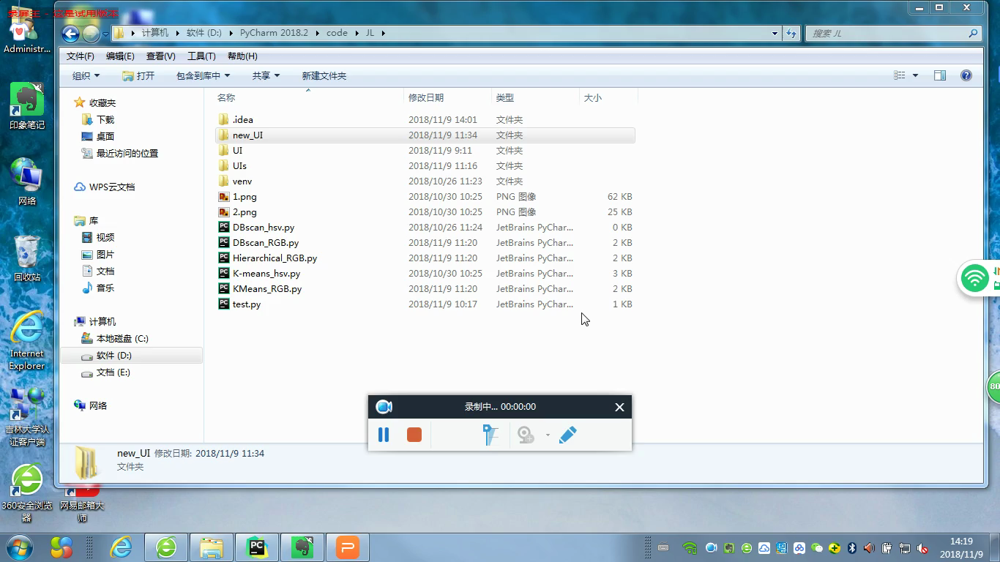 录屏王 - 这是试用版本
Administr...
印象笔记
网络
回收站
Internet
Explorer
吉林大学认
证客户端
360安全浏览
器
网易邮箱大
师
计算机 软件 (D:) PyCharm 2018.2 code JL
搜索 JL
文件(F) 编辑(E) 查看(V) 工具(T) 帮助(H)
组织 打开 包含到库中 共享 新建文件夹
收藏夹
下载
桌面
最近访问的位置
WPS云文档
库
视频
图片
文档
音乐
计算机
本地磁盘 (C:)
软件 (D:)
文档 (E:)
网络
名称 修改日期 类型 大小
.idea 2018/11/9 14:01 文件夹
new_UI 2018/11/9 11:34 文件夹
UI 2018/11/9 9:11 文件夹
UIs 2018/11/9 11:16 文件夹
venv 2018/10/26 11:23 文件夹
1.png 2018/10/30 10:25 PNG 图像 62 KB
2.png 2018/10/30 10:25 PNG 图像 25 KB
DBscan_hsv.py 2018/10/26 11:24 JetBrains PyChar... 0 KB
DBscan_RGB.py 2018/11/9 11:20 JetBrains PyChar... 2 KB
Hierarchical_RGB.py 2018/11/9 11:20 JetBrains PyChar... 2 KB
K-means_hsv.py 2018/10/30 10:25 JetBrains PyChar... 3 KB
KMeans_RGB.py 2018/11/9 11:20 JetBrains PyChar... 2 KB
test.py 2018/11/9 10:17 JetBrains PyChar... 1 KB
录制中... 00:00:00
new_UI 修改日期: 2018/11/9 11:34
文件夹
80
14:19
2018/11/9